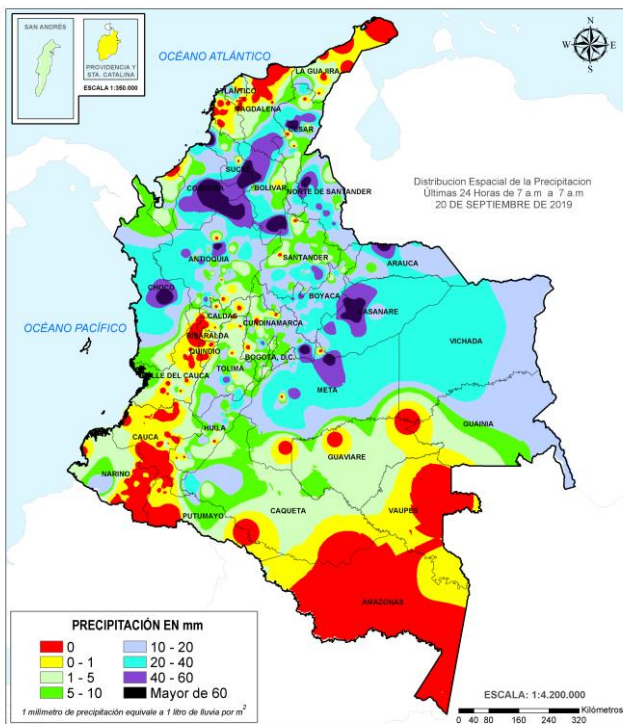 SAN ANDRÉS
PROVIDENCIA Y
STA. CATALINA
ESCALA 1:350.000
OCÉANO ATLÁNTICO
N
W E
S
LA GUAJIRA
ATLÁNTICO
MAGDALENA
CESAR
SUCRE
CÓRDOBA
BOLIVAR
NORTE DE SANTANDER
Distribucion Espacial de la Precipitacion
Últimas 24 Horas de 7 a.m a 7 a.m
20 DE SEPTIEMBRE DE 2019
ANTIOQUIA
SANTANDER
ARAUCA
CHOCÓ
BOYACA
CASANARE
OCÉANO PACÍFICO
CALDAS
CUNDINAMARCA
RISARALDA
VICHADA
QUINDIO
BOGOTA, D.C.
TOLIMA
VALLE DEL CAUCA
META
HUILA
GUAINIA
CAUCA
GUAVIARE
NARIÑO
CAQUETA
VAUPES
PUTUMAYO
AMAZONAS
PRECIPITACIÓN EN mm
0 10 - 20
0 - 1 20 - 40
1 - 5 40 - 60
5 - 10 Mayor de 60
1 milimetro de precipitación equivale a 1 litro de lluvia por m²
ESCALA: 1:4.200.000
Kilómetros
0 40 80 160 240 320